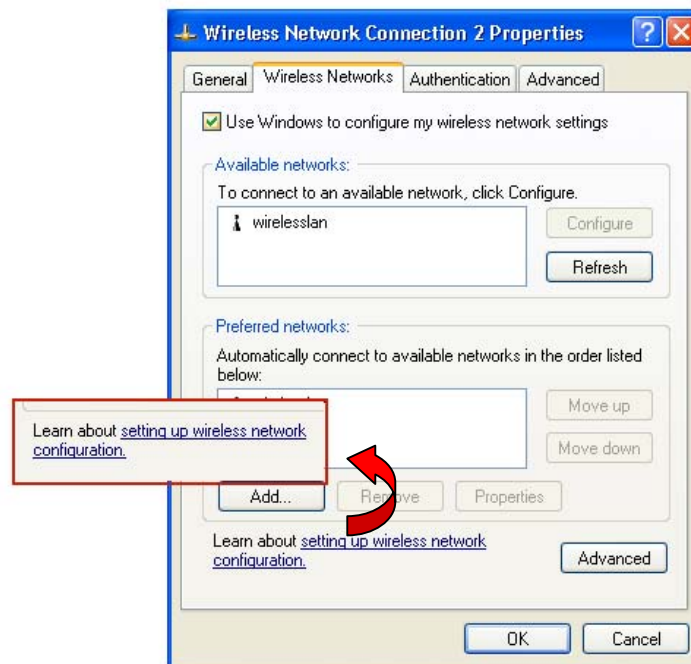 Wireless Network Connection 2 Properties
General Wireless Networks Authentication Advanced
Use Windows to configure my wireless network settings
Available networks:
To connect to an available network, click Configure.
wirelesslan
Configure
Refresh
Preferred networks:
Automatically connect to available networks in the order listed
below:
Move up
Move down
Learn about setting up wireless network
configuration.
Add... Remove Properties
Learn about setting up wireless network
configuration.
Advanced
OK Cancel